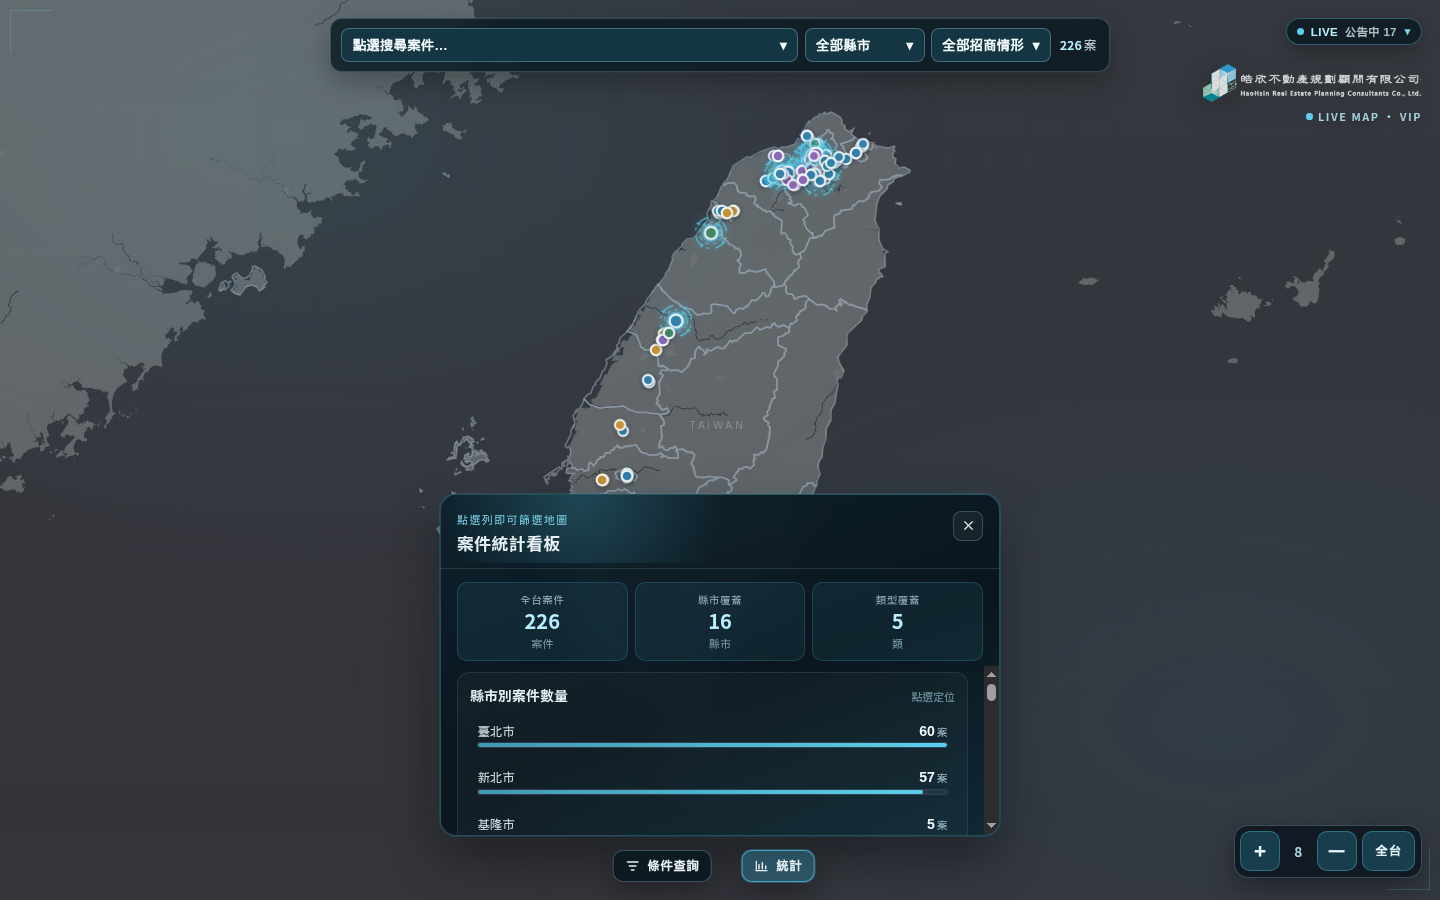 點選搜尋案件… ▼
全部縣市 ▼
全部招商情形 ▼
226 案
LIVE 公告中 17 ▼
皓欣不動產規劃顧問有限公司
HaoHsin Real Estate Planning Consultants Co., Ltd.
LIVE MAP · VIP
TAIWAN
點選列即可篩選地圖
案件統計看板
×
全台案件
226
案件
縣市覆蓋
16
縣市
類型覆蓋
5
類
縣市別案件數量
點選定位
臺北市 60 案
新北市 57 案
基隆市 5 案
條件查詢
統計
+ 8 — 全台